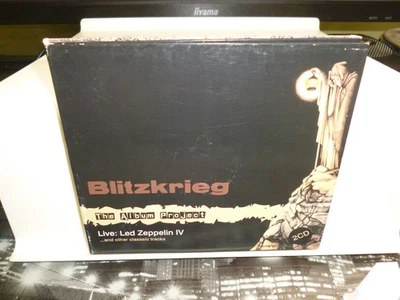 iiyama
Blitzkrieg
The Album Project
Live: Led Zeppelin IV
...and other classic tracks
2CD